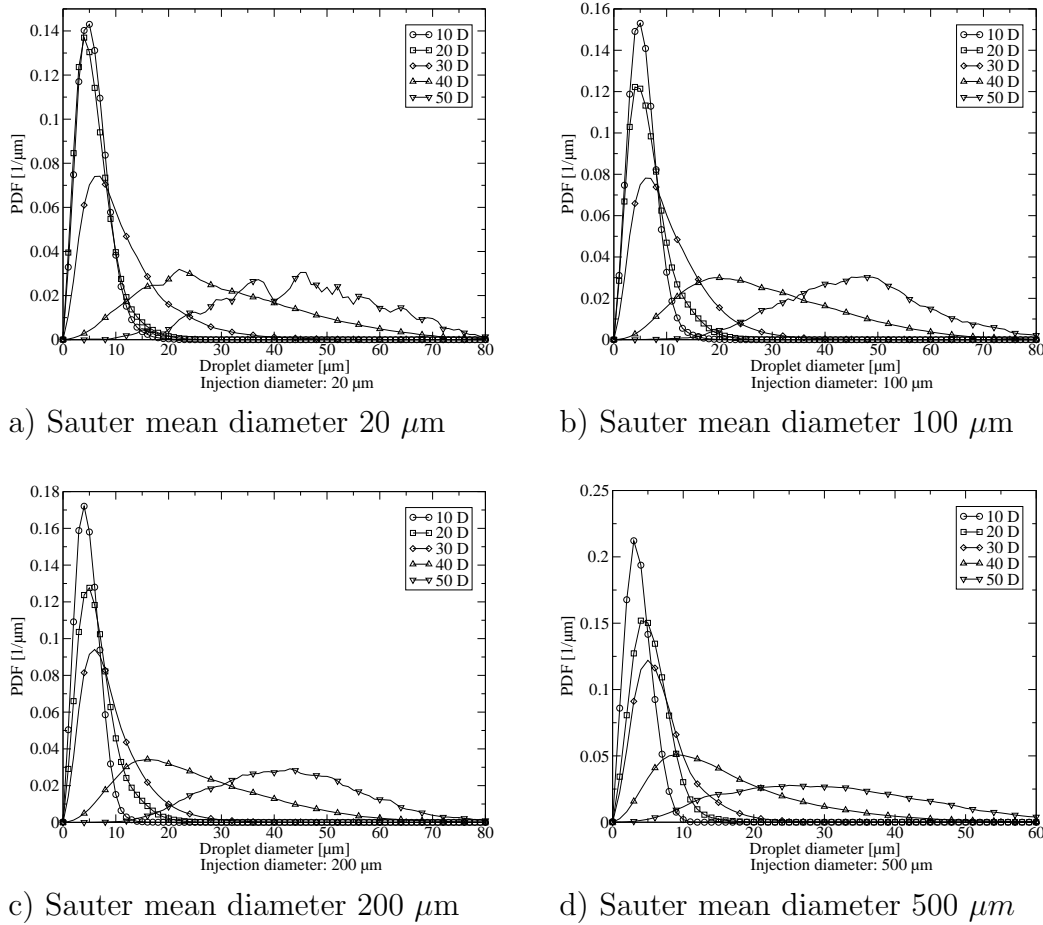 0.14
0.12
0.1
0.08
0.06
0.04
0.02
0
PDF [1/μm]
10 D
20 D
30 D
40 D
50 D
0 10 20 30 40 50 60 70 80
Droplet diameter [μm]
Injection diameter: 20 μm
a) Sauter mean diameter 20 μm
0.16
0.14
0.12
0.1
0.08
0.06
0.04
0.02
0
PDF [1/μm]
10 D
20 D
30 D
40 D
50 D
0 10 20 30 40 50 60 70 80
Droplet diameter [μm]
Injection diameter: 100 μm
b) Sauter mean diameter 100 μm
0.18
0.16
0.14
0.12
0.1
0.08
0.06
0.04
0.02
0
PDF [1/μm]
10 D
20 D
30 D
40 D
50 D
0 10 20 30 40 50 60 70 80
Droplet diameter [μm]
Injection diameter: 200 μm
c) Sauter mean diameter 200 μm
0.25
0.2
0.15
0.1
0.05
0
PDF [1/μm]
10 D
20 D
30 D
40 D
50 D
0 10 20 30 40 50 60
Droplet diameter [μm]
Injection diameter: 500 μm
d) Sauter mean diameter 500 μm